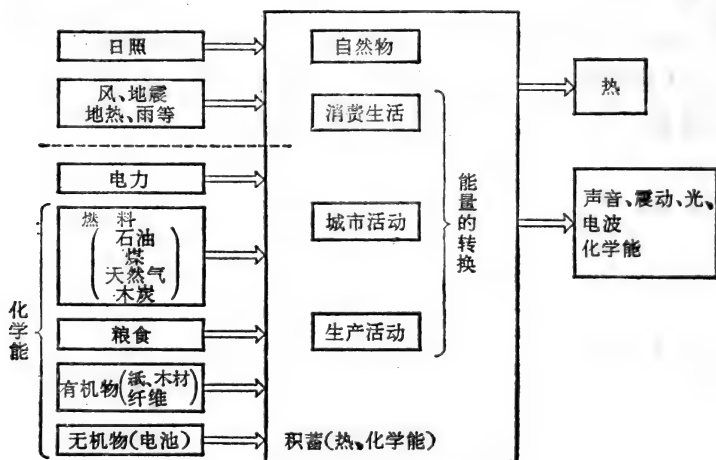 日照
风、地震
地热、雨等
电力
燃料
石油
煤
天然气
木炭
粮食
有机物(纸、木材
纤维)
无机物(电池)
化学能
自然物
消费生活
城市活动
生产活动
能量的转换
积蓄(热、化学能)
热
声音、震动、光、
电波
化学能